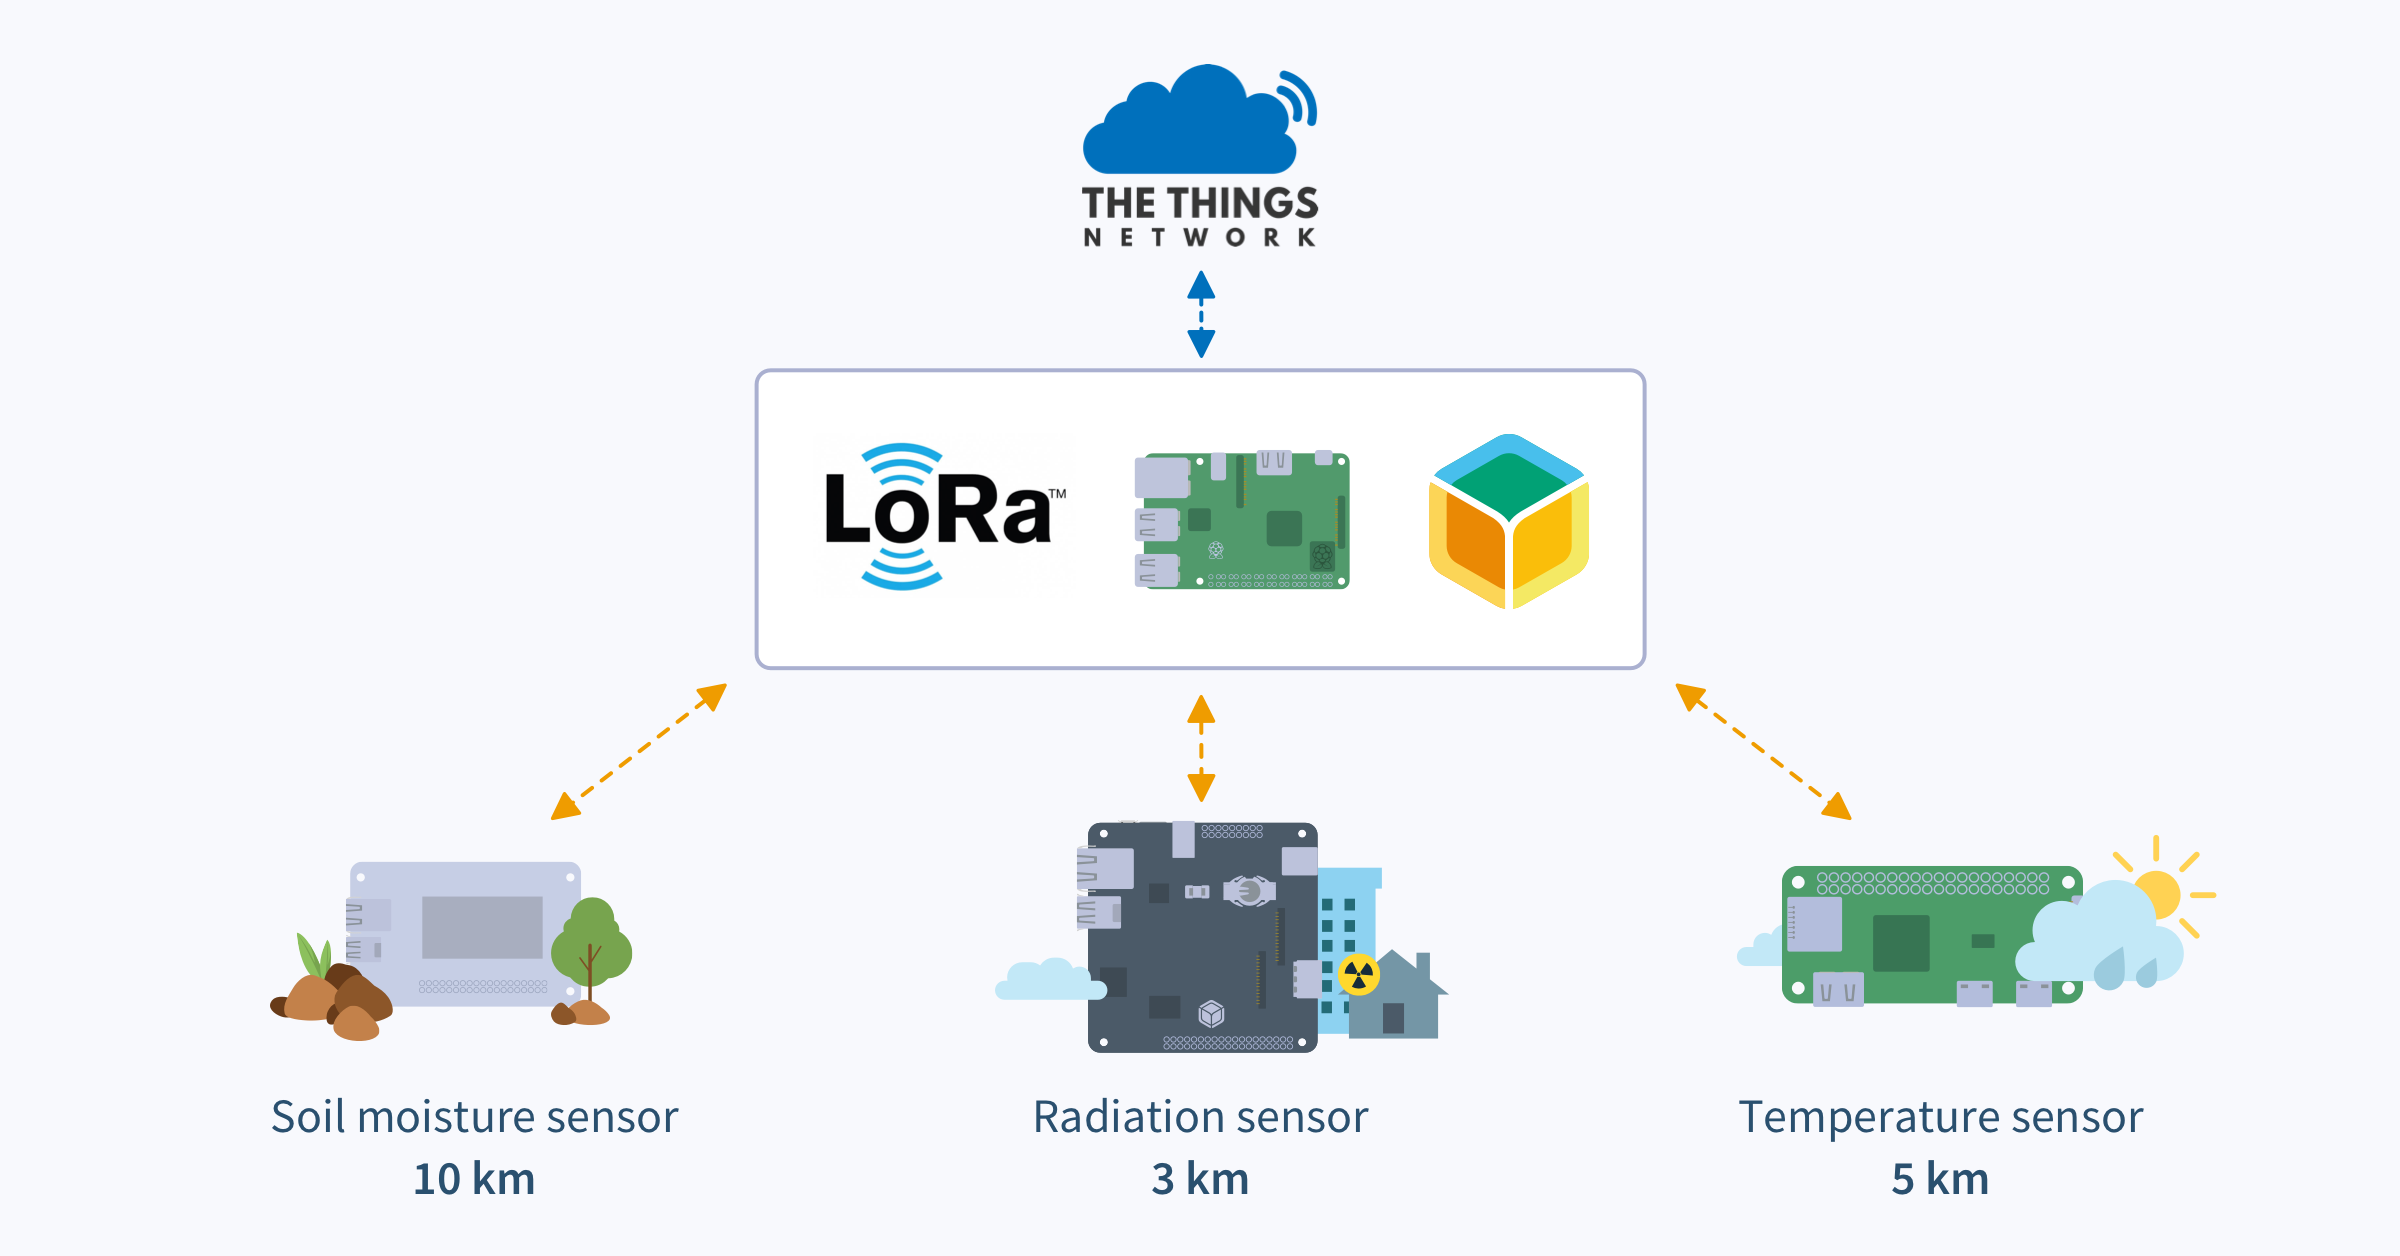 THE THINGS
NETWORK
LoRa™
Soil moisture sensor
10 km
Radiation sensor
3 km
Temperature sensor
5 km